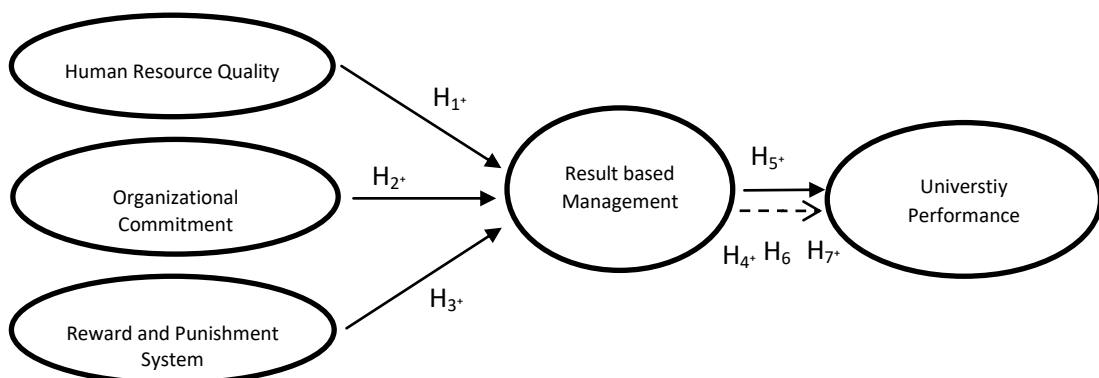 Human Resource Quality
H1+
Organizational
Commitment
H2+
Reward and Punishment
System
H3+
Result based
Management
H5+
H4+ H6 H7+
Universtiy
Performance